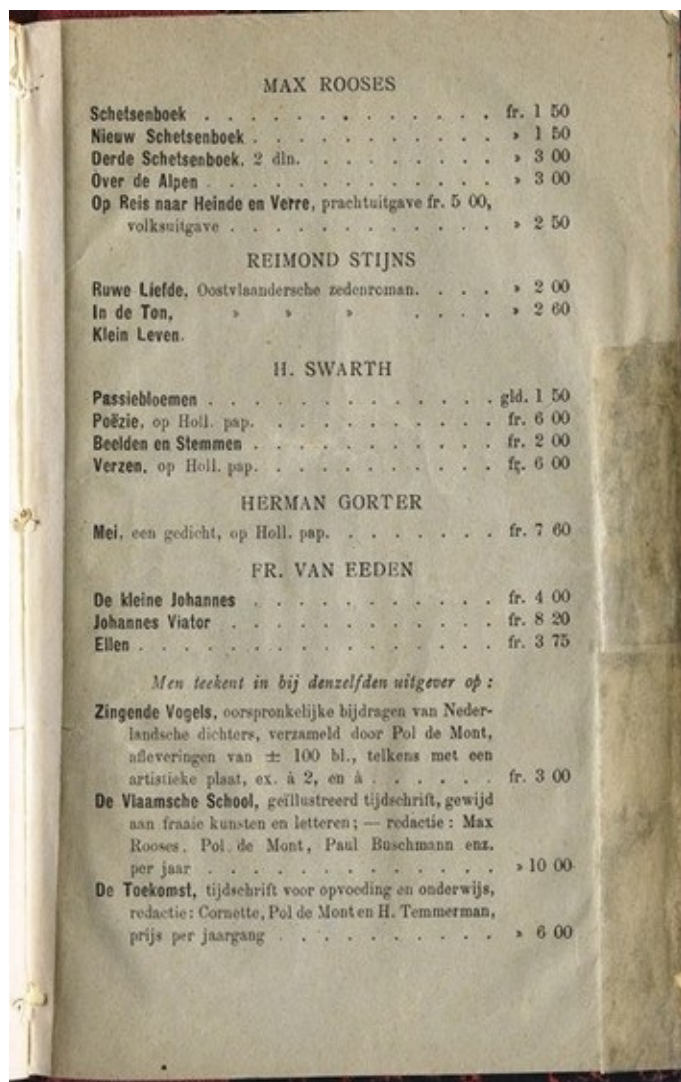 MAX ROOSES
Schetsenboek . . . . . . . . . . . . . fr. 1 50
Nieuw Schetsenboek . . . . . . . . . . . » 1 50
Derde Schetsenboek, 2 dln. . . . . . . . . » 3 00
Over de Alpen . . . . . . . . . . . . . » 3 00
Op Reis naar Heinde en Verre, prachtuitgave fr. 5 00,
volksuitgave . . . . . . . . . . . . » 2 50
REIMOND STIJNS
Ruwe Liefde, Oostvlaandersche zedenroman. . . . . » 2 00
In de Ton, » » » . . . . . » 2 60
Klein Leven.
H. SWARTH
Passiebloemen . . . . . . . . . . . . . gld. 1 50
Poëzie, op Holl. pap. . . . . . . . . . . . fr. 6 00
Beelden en Stemmen . . . . . . . . . . . fr. 2 00
Verzen, op Holl. pap. . . . . . . . . . . . fr. 6 00
HERMAN GORTER
Mei, een gedicht, op Holl. pap. . . . . . . . fr. 7 60
FR. VAN EEDEN
De kleine Johannes . . . . . . . . . . . fr. 4 00
Johannes Viator . . . . . . . . . . . . fr. 8 20
Ellen . . . . . . . . . . . . . . . . fr. 3 75
Men teekent in bij denzelfden uitgever op :
Zingende Vogels, oorspronkelijke bijdragen van Neder-
landsche dichters, verzameld door Pol de Mont,
afleveringen van ± 100 bl., telkens met een
artistieke plaat, ex. à 2, en à . . . . . . fr. 3 00
De Vlaamsche School, geïllustreerd tijdschrift, gewijd
aan fraaie kunsten en letteren ; — redactie : Max
Rooses. Pol de Mont, Paul Buschmann enz.
per jaar . . . . . . . . . . . . . » 10 00
De Toekomst, tijdschrift voor opvoeding en onderwijs,
redactie : Cornette, Pol de Mont en H. Temmerman,
prijs per jaargang . . . . . . . . . . » 6 00